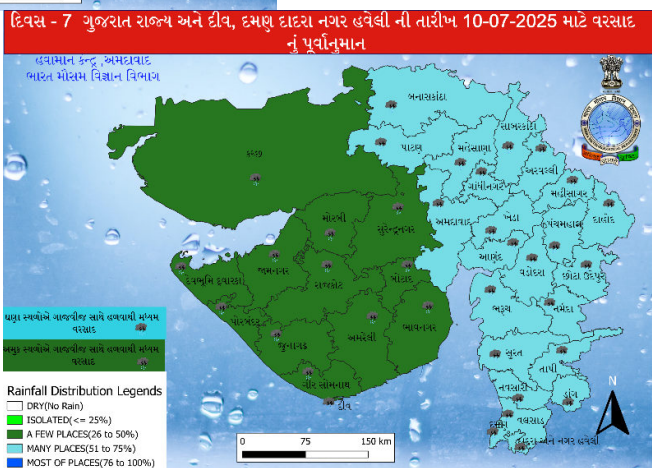 દિવસ - 7 ગુજરાત રાજ્ય અને દીવ, દમણ દાદરા નગર હવેલી ની તારીખ 10-07-2025 માટે વરસાદ
નું પૂર્વાનુમાન
હવામાન કેન્દ્ર ,અમદાવાદ
ભારત મૌસમ વિજ્ઞાન વિભાગ
બનાસકાંઠા
પાટણ
મહેસાણા
સાબરકાંઠા
અરવલ્લી
ગાંધીનગર
મહીસાગર
કચ્છ
મોરબી
સુરેન્દ્રનગર
અમદાવાદ
ખેડા
પંચમહાલ
દાહોદ
આણંદ
વડોદરા
છોટા ઉદેપુર
દેવભૂમિ દ્વારકા
જામનગર
રાજકોટ
બોટાદ
પોરબંદર
જુનાગઢ
અમરેલી
ભાવનગર
ગીર સોમનાથ
દીવ
ભરૂચ
નર્મદા
સુરત
તાપી
નવસારી
ડાંગ
વલસાડ
દમણ
દાદરા અને નગર હવેલી
ઘણા સ્થળોએ ગાજવીજ સાથે હળવાથી મધ્યમ
વરસાદ
અમુક સ્થળોએ ગાજવીજ સાથે હળવાથી મધ્યમ
વરસાદ
Rainfall Distribution Legends
DRY(No Rain)
ISOLATED(<= 25%)
A FEW PLACES(26 to 50%)
MANY PLACES(51 to 75%)
MOST OF PLACES(76 to 100%)
0 75 150 km
N